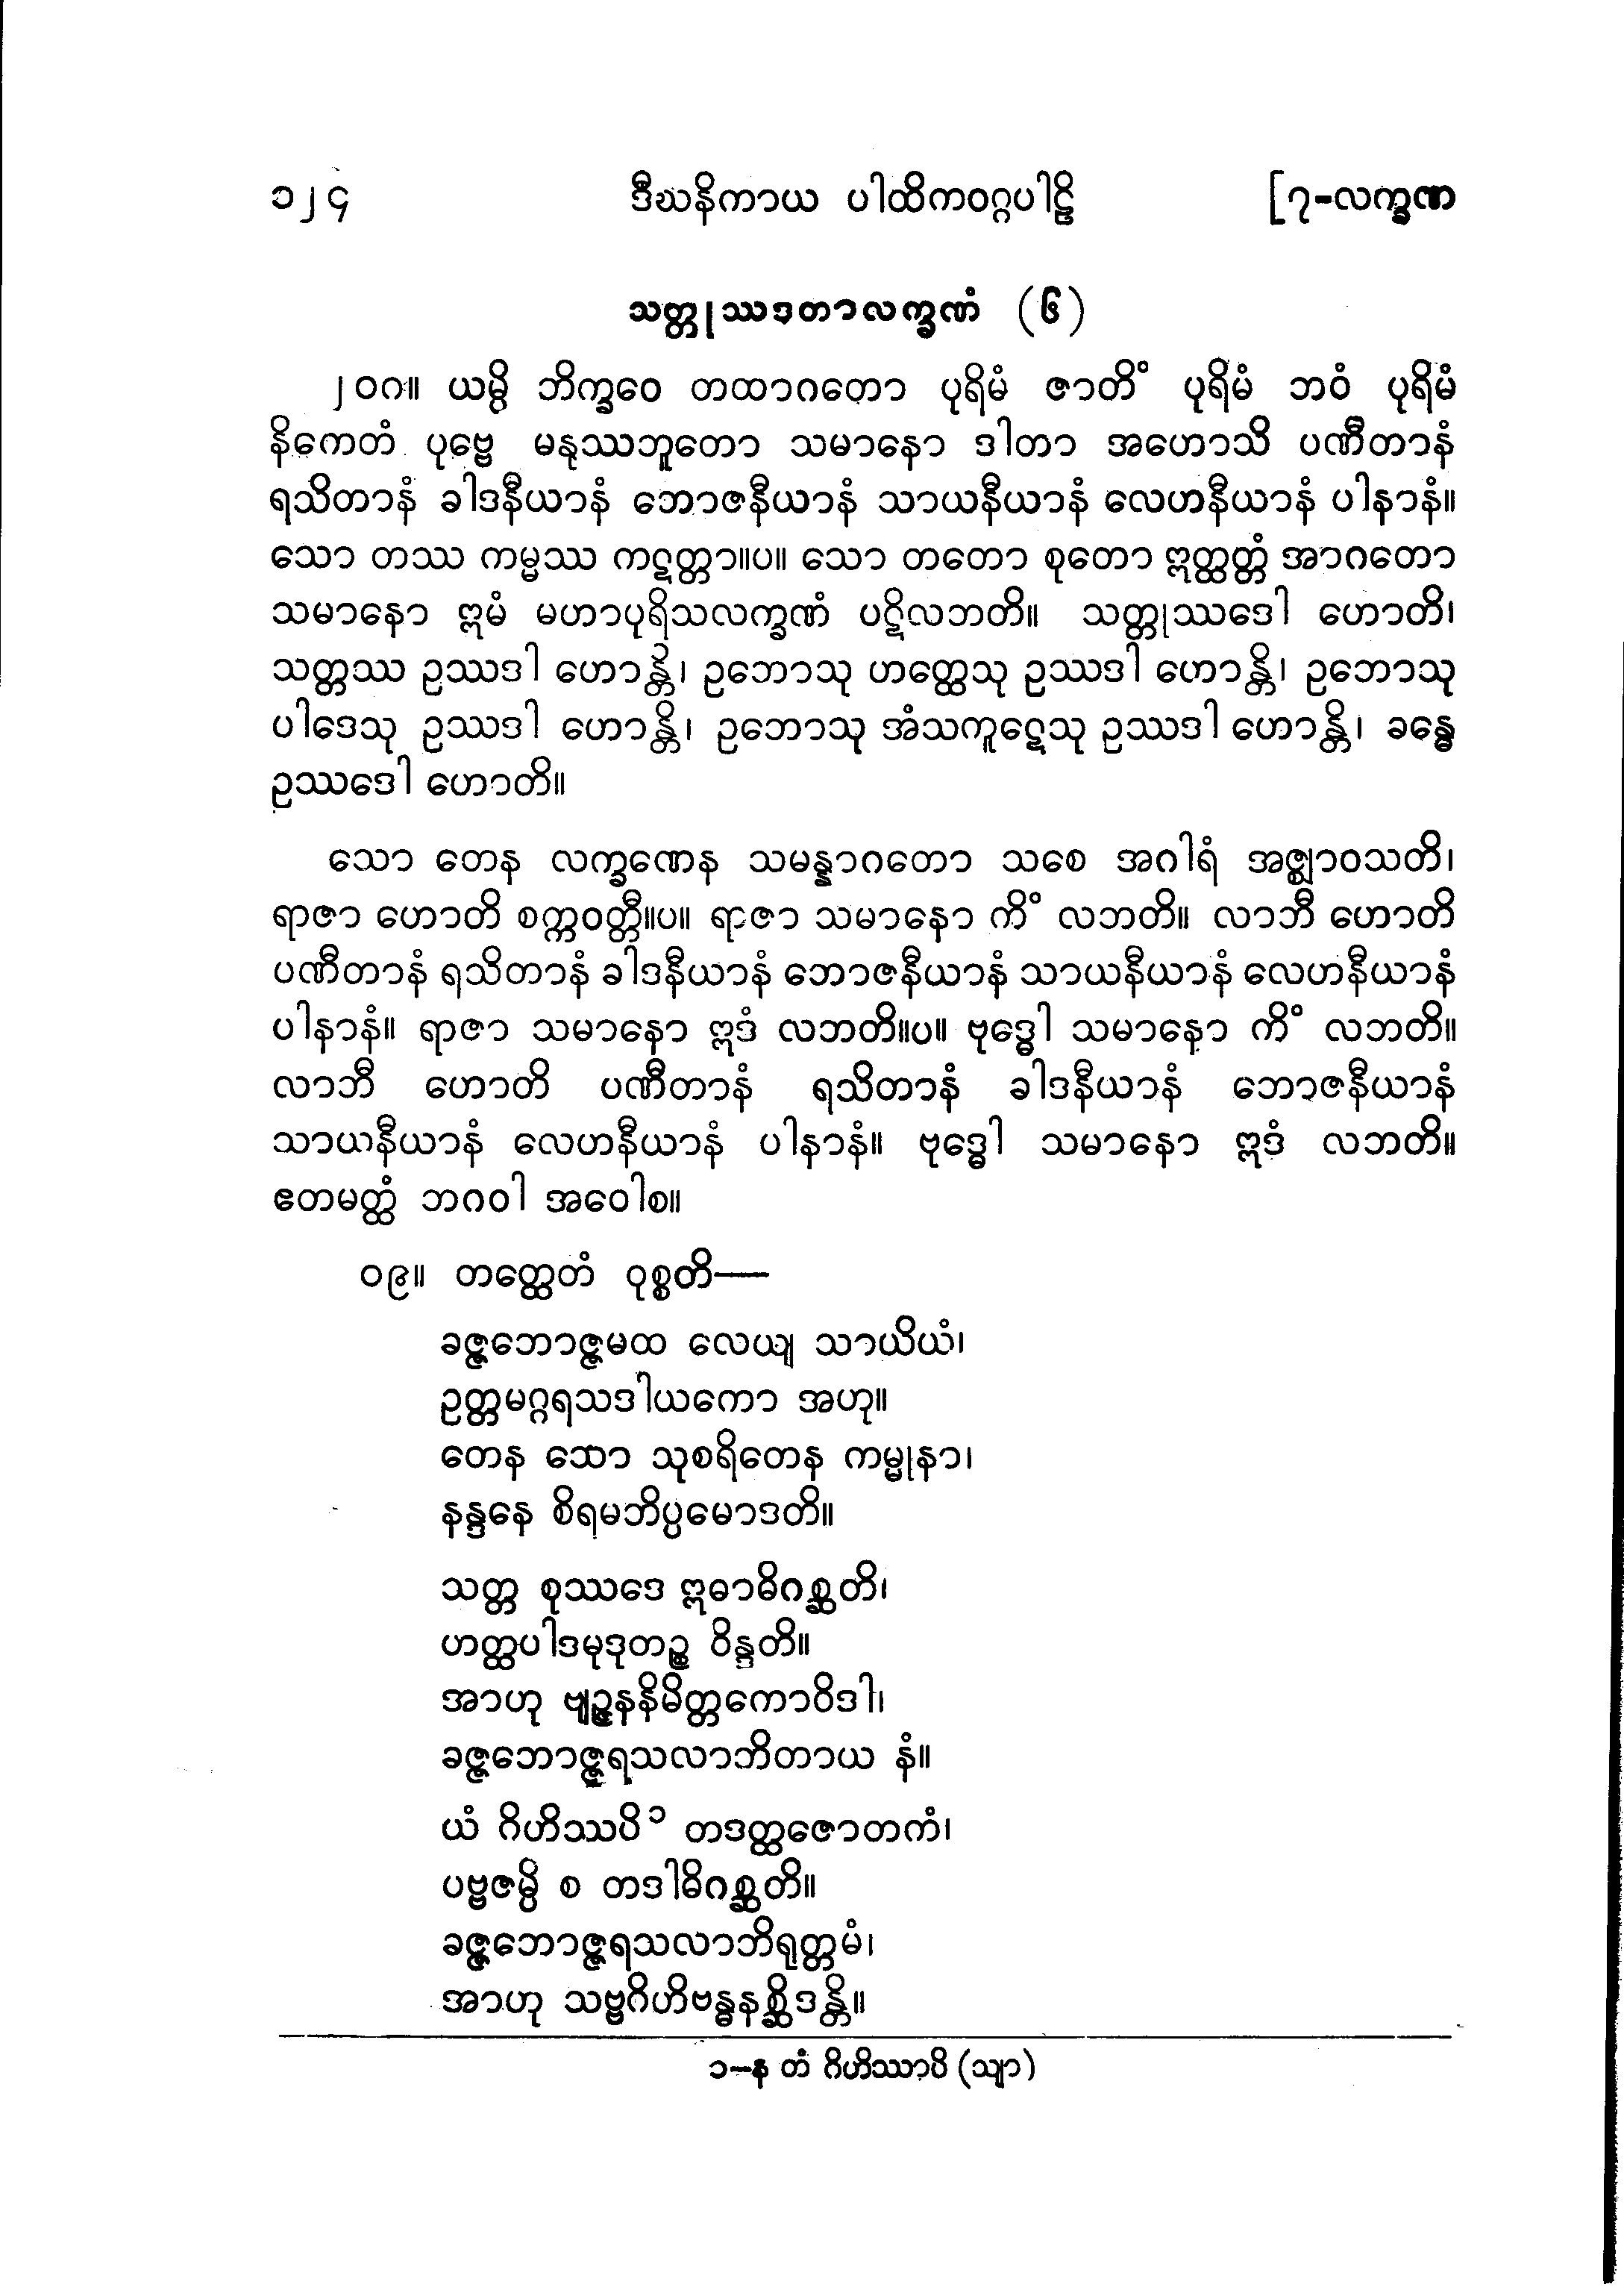 ၁၂၄ ဒီဃနိကာယ ပါထိကဝဂ္ဂပါဠိ [၇-လက္ခဏ
သတ္တုဿဒတာလက္ခဏံ (၆)
၂ဝဂ။ ယမ္ပိ ဘိက္ခဝေ တထာဂတော ပုရိမံ ဇာတိံ ပုရိမံ ဘဝံ ပုရိမံ
နိကေတံ ပုဗ္ဗေ မနုဿဘူတော သမာနော ဒါတာ အဟောသိ ပဏီတာနံ
ရသိတာနံ ခါဒနီယာနံ ဘောဇနီယာနံ သာယနီယာနံ လေဟနီယာနံ ပါနာနံ။
သော တဿ ကမ္မဿ ကဋတ္တာ။ပ။ သော တတော စုတော ဣတ္ထတ္တံ အာဂတော
သမာနော ဣမံ မဟာပုရိသလက္ခဏံ ပဋိလဘတိ။ သတ္တုဿဒေါ ဟောတိ၊
သတ္တဿ ဥဿဒါ ဟောန္တိ၊ ဥဘောသု ဟတ္ထေသု ဥဿဒါ ဟောန္တိ၊ ဥဘောသု
ပါဒေသု ဥဿဒါ ဟောန္တိ၊ ဥဘောသု အံသကူဋေသု ဥဿဒါ ဟောန္တိ၊ ခန္ဓေ
ဥဿဒေါ ဟောတိ။
သော တေန လက္ခဏေန သမန္နာဂတော သစေ အဂါရံ အဇ္ဈာဝသတိ၊
ရာဇာ ဟောတိ စက္ကဝတ္တီ။ပ။ ရာဇာ သမာနော ကိံ လဘတိ။ လာဘီ ဟောတိ
ပဏီတာနံ ရသိတာနံ ခါဒနီယာနံ ဘောဇနီယာနံ သာယနီယာနံ လေဟနီယာနံ
ပါနာနံ။ ရာဇာ သမာနော ဣဒံ လဘတိ။ပ။ ဗုဒ္ဓေါ သမာနော ကိံ လဘတိ။
လာဘီ ဟောတိ ပဏီတာနံ ရသိတာနံ ခါဒနီယာနံ ဘောဇနီယာနံ
သာယနီယာနံ လေဟနီယာနံ ပါနာနံ။ ဗုဒ္ဓေါ သမာနော ဣဒံ လဘတိ။
ဧတမတ္ထံ ဘဂဝါ အဝေါစ။
၀၉။ တတ္ထေတံ ဝုစ္စတိ—
ခဇ္ဇဘောဇ္ဇမထ လေယျ သာယိယံ၊
ဥတ္တမဂ္ဂရသဒါယကော အဟု။
တေန သော သုစရိတေန ကမ္မုနာ၊
နန္ဒနေ စိရမဘိပ္ပမောဒတိ။
သတ္တ စုဿဒေ ဣဓာဓိဂစ္ဆတိ၊
ဟတ္ထပါဒမုဒုတဉ္စ ဝိန္ဒတိ။
အာဟု ဗျဉ္ဇနနိမိတ္တကောဝိဒါ၊
ခဇ္ဇဘောဇ္ဇရသလာဘိတာယ နံ။
ယံ ဂိဟိဿပိ ၁ တဒတ္ထဇောတကံ၊
ပဗ္ဗဇမ္ပိ စ တဒါဓိဂစ္ဆတိ။
ခဇ္ဇဘောဇ္ဇရသလာဘိရုတ္တမံ၊
အာဟု သဗ္ဗဂိဟိဗန္ဓနစ္ဆိဒန္တိ။
၁-န တံ ဂိဟိဿာပိ (သျာ)